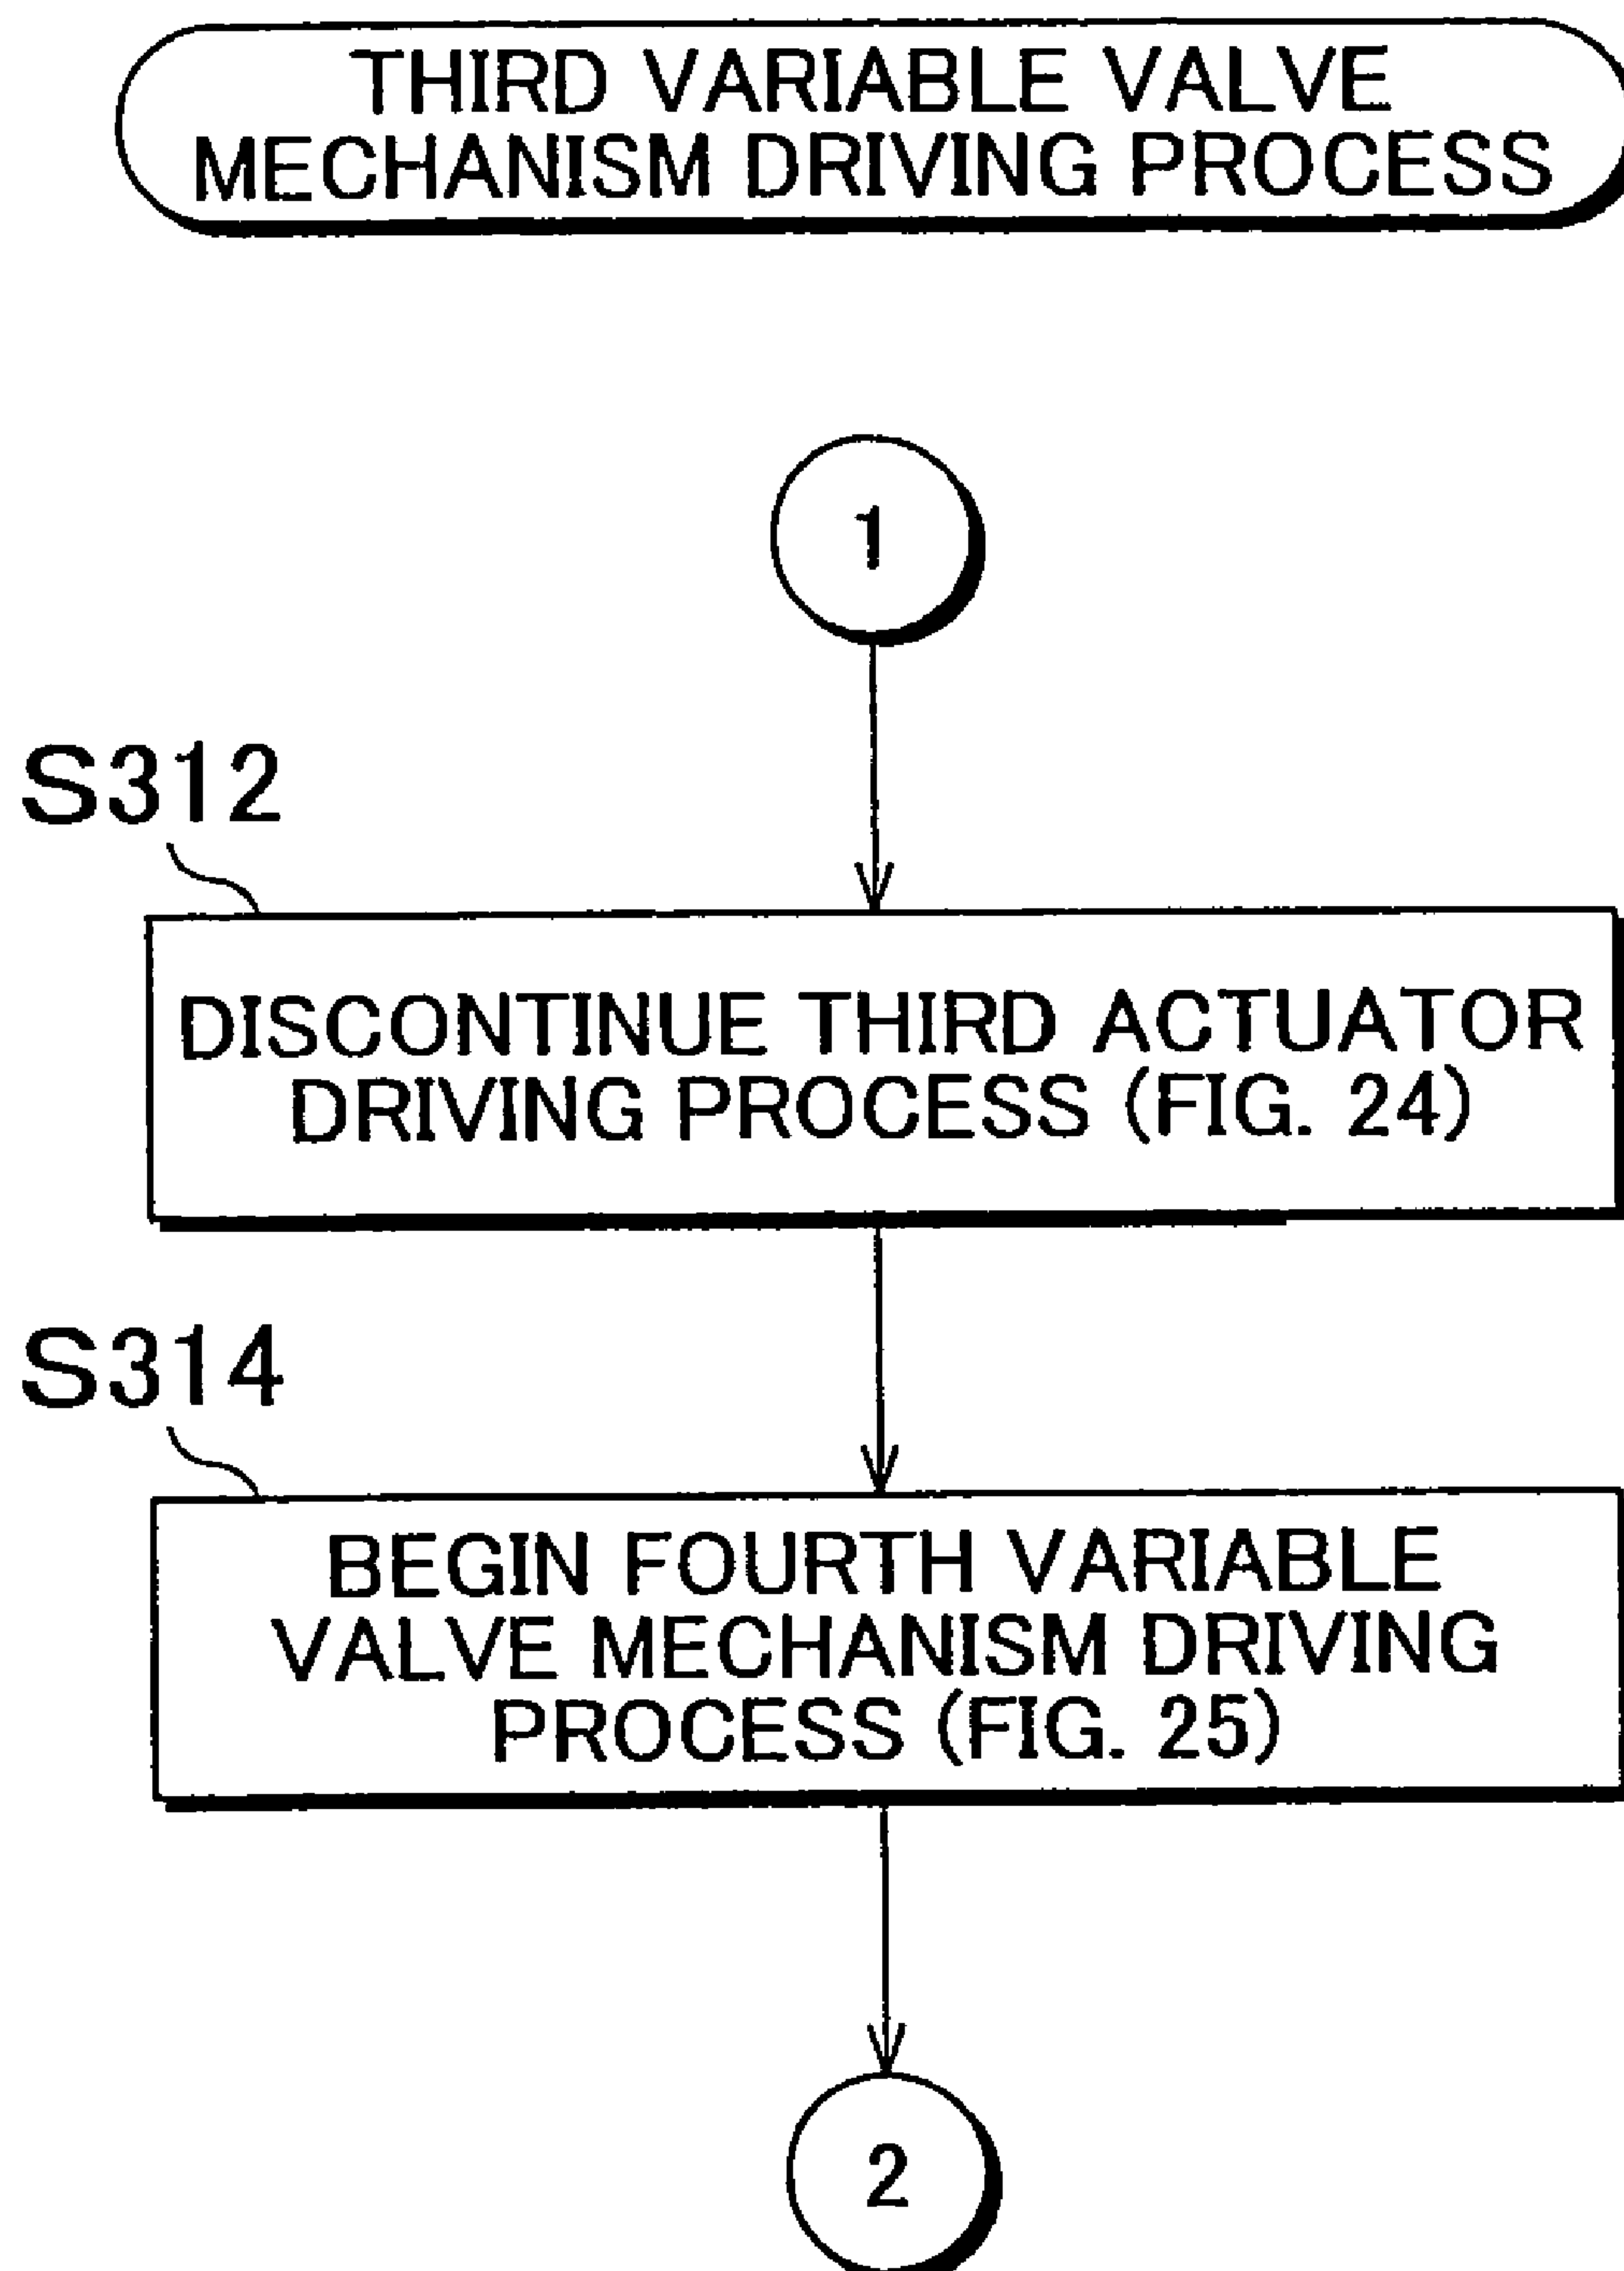 THIRD VARIABLE VALVE
MECHANISM DRIVING PROCESS
1
S312
DISCONTINUE THIRD ACTUATOR
DRIVING PROCESS (FIG. 24)
S314
BEGIN FOURTH VARIABLE
VALVE MECHANISM DRIVING
PROCESS (FIG. 25)
2